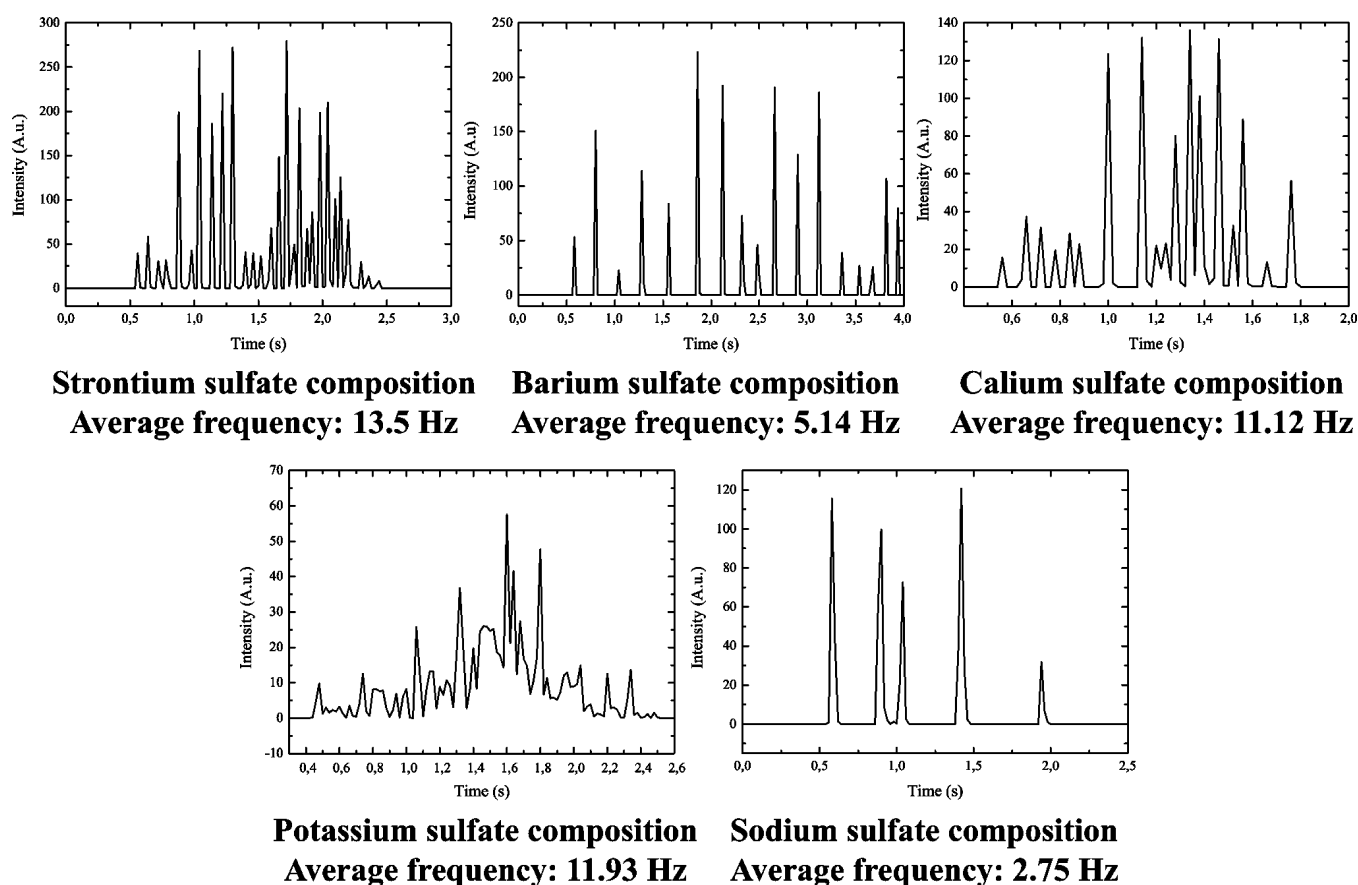 300
250
200
150
100
50
0
Intensity (A.u.)
0,0 0,5 1,0 1,5 2,0 2,5 3,0
Time (s)
Strontium sulfate composition
Average frequency: 13.5 Hz
250
200
150
100
50
0
Intensity (A.u)
0,0 0,5 1,0 1,5 2,0 2,5 3,0 3,5 4,0
Time (s)
Barium sulfate composition
Average frequency: 5.14 Hz
140
120
100
80
60
40
20
0
Intensity (A.u.)
0,6 0,8 1,0 1,2 1,4 1,6 1,8 2,0
Time (s)
Calium sulfate composition
Average frequency: 11.12 Hz
70
60
50
40
30
20
10
0
-10
Intensity (A.u.)
0,4 0,6 0,8 1,0 1,2 1,4 1,6 1,8 2,0 2,2 2,4 2,6
Time (s)
Potassium sulfate composition
Average frequency: 11.93 Hz
120
100
80
60
40
20
0
Intensity (A.u.)
0,0 0,5 1,0 1,5 2,0 2,5
Time (s)
Sodium sulfate composition
Average frequency: 2.75 Hz